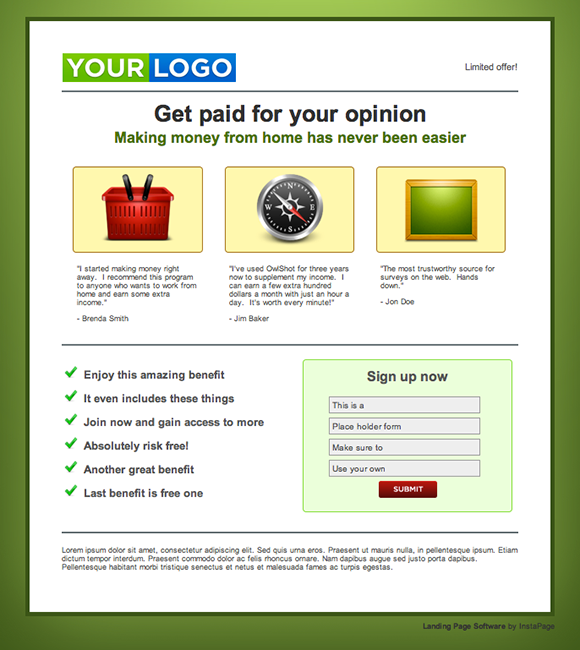 YOUR LOGO
Limited offer!
Get paid for your opinion
Making money from home has never been easier
N
W E
S
"I started making money right
away. I recommend this program
to anyone who wants to work from
home and earn some extra
income."
- Brenda Smith
"I've used OwlShot for three years
now to supplement my income. I
can earn a few extra hundred
dollars a month with just an hour a
day. It's worth every minute!"
- Jim Baker
"The most trustworthy source for
surveys on the web. Hands
down."
- Jon Doe
Enjoy this amazing benefit
It even includes these things
Join now and gain access to more
Absolutely risk free!
Another great benefit
Last benefit is free one
Sign up now
This is a
Place holder form
Make sure to
Use your own
SUBMIT
Lorem ipsum dolor sit amet, consectetur adipiscing elit. Sed quis urna eros. Praesent ut mauris nulla, in pellentesque ipsum. Etiam
dictum tempor interdum. Praesent commodo dolor ac felis rhoncus ornare. Nam dapibus augue sed justo porta dapibus.
Pellentesque habitant morbi tristique senectus et netus et malesuada fames ac turpis egestas.
Landing Page Software by InstaPage